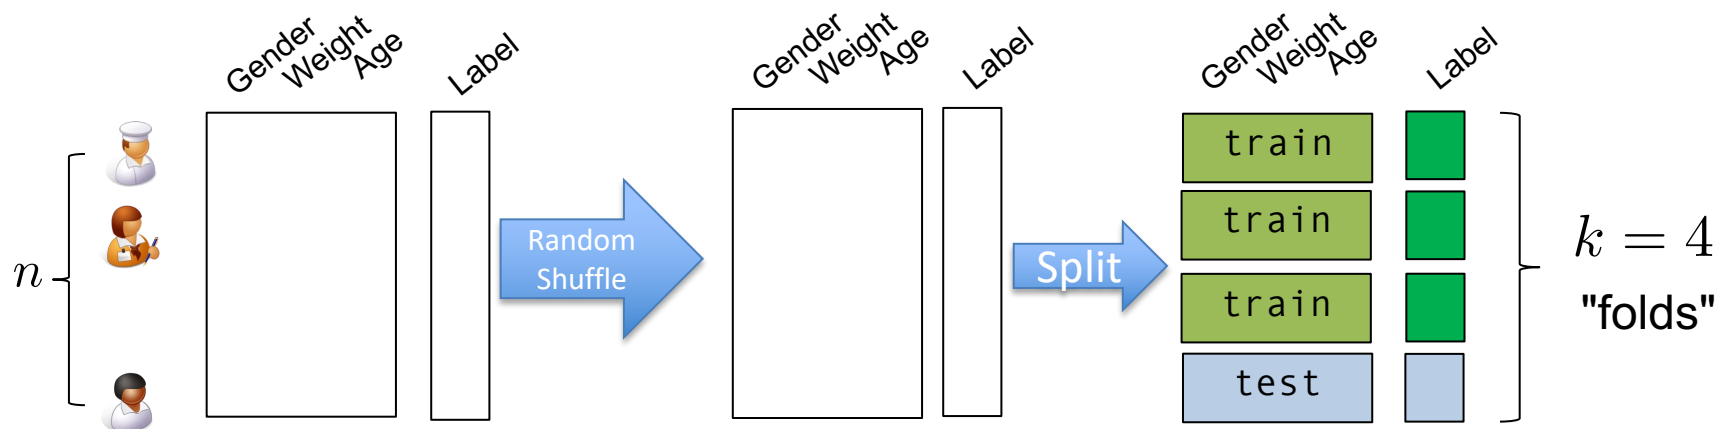 Gender
Weight
Age
Label
n
Random
Shuffle
Gender
Weight
Age
Label
Split
Gender
Weight
Age
Label
train
train
train
test
k = 4
"folds"